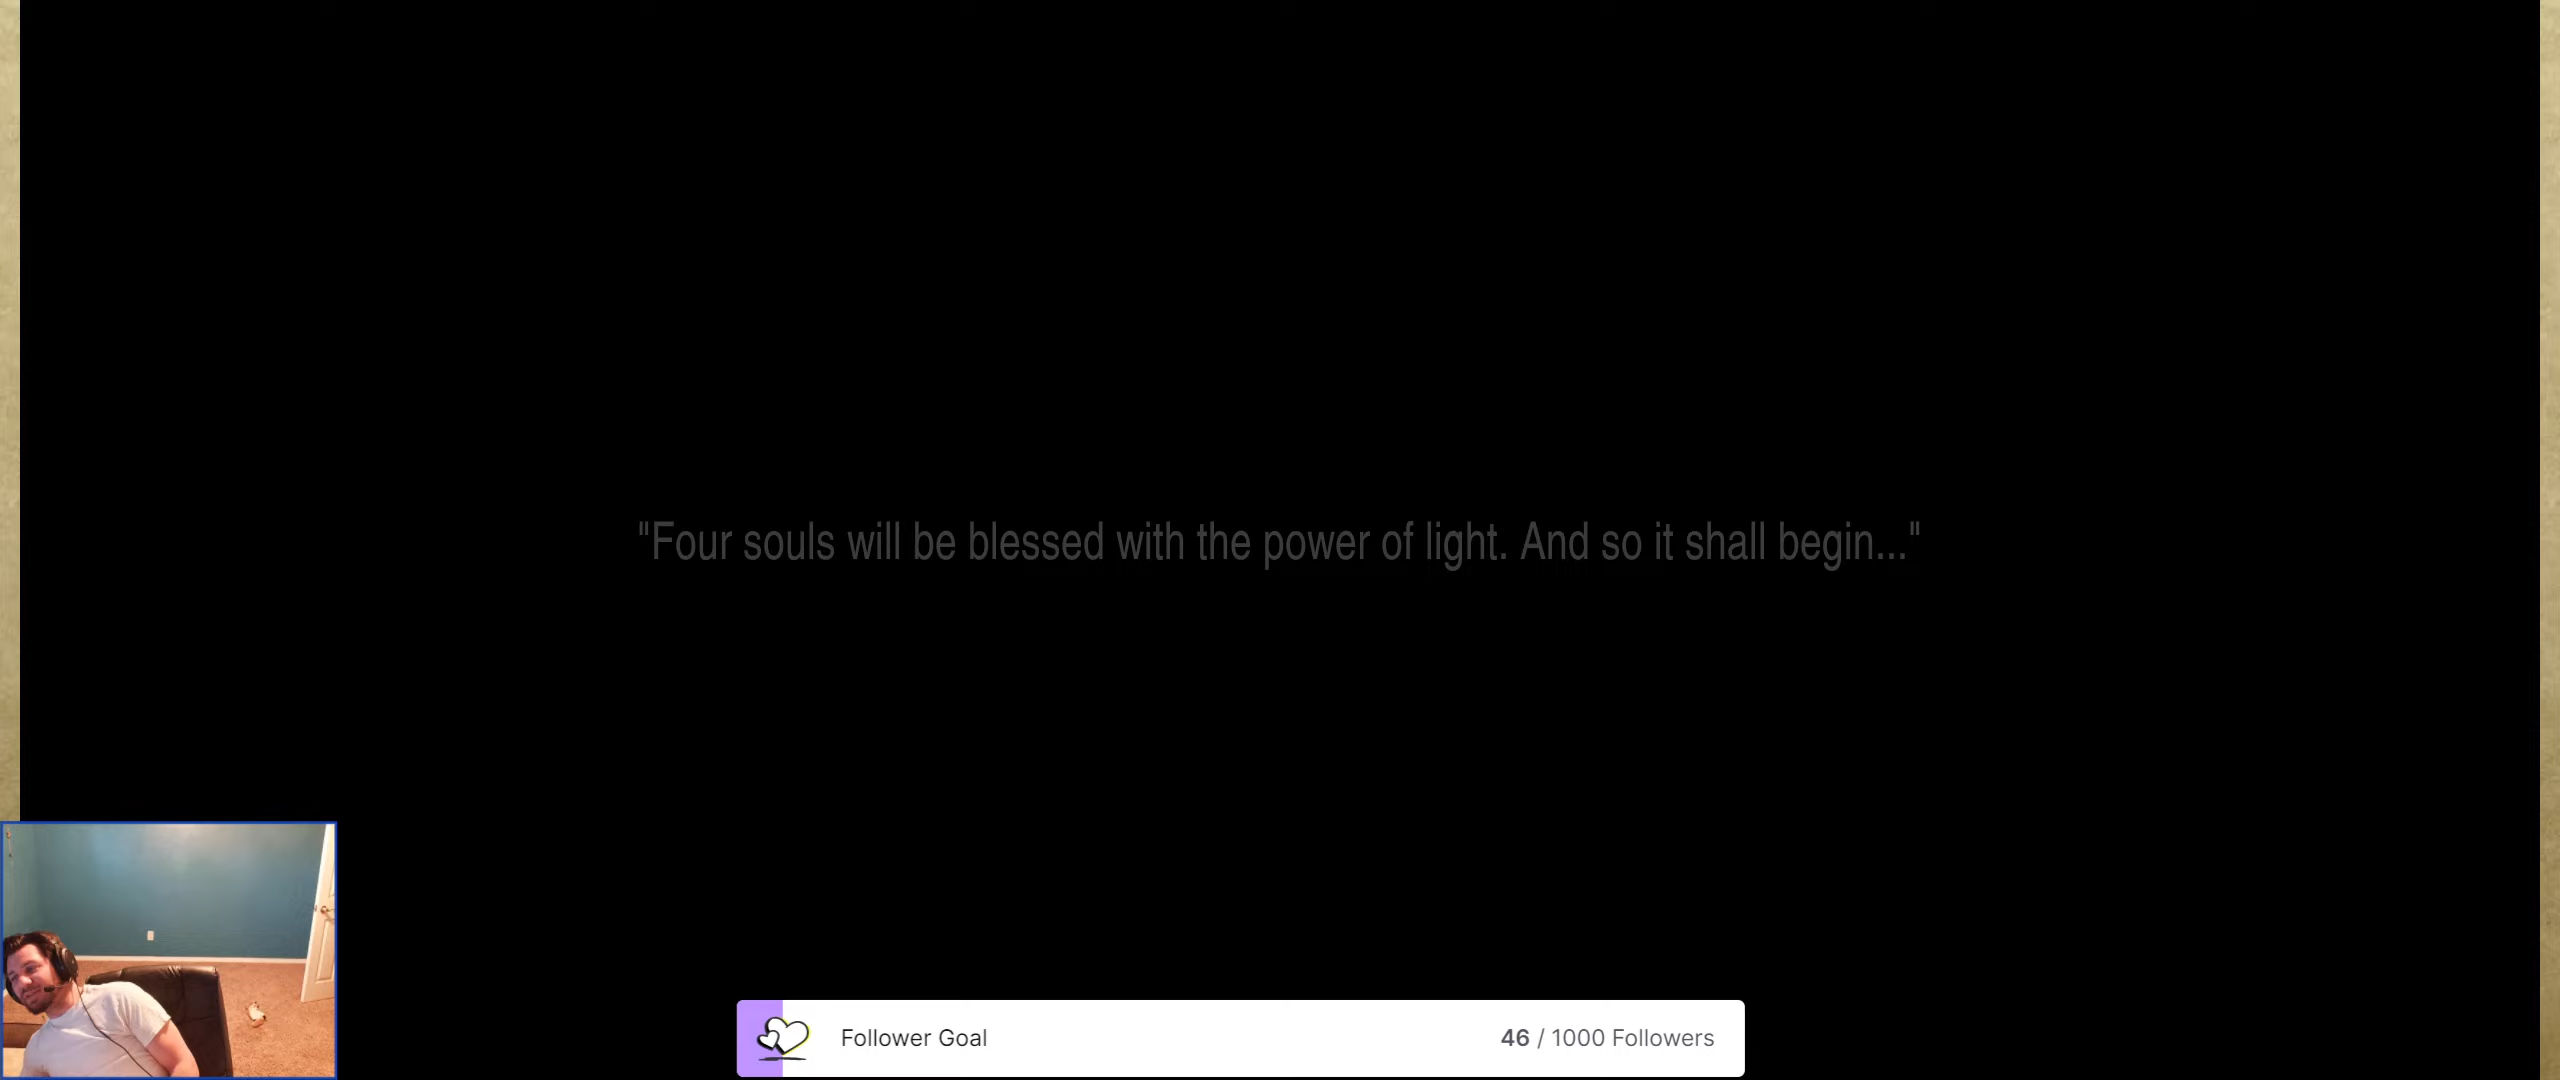 "Four souls will be blessed with the power of light. And so it shall begin..."
Follower Goal
46 / 1000 Followers